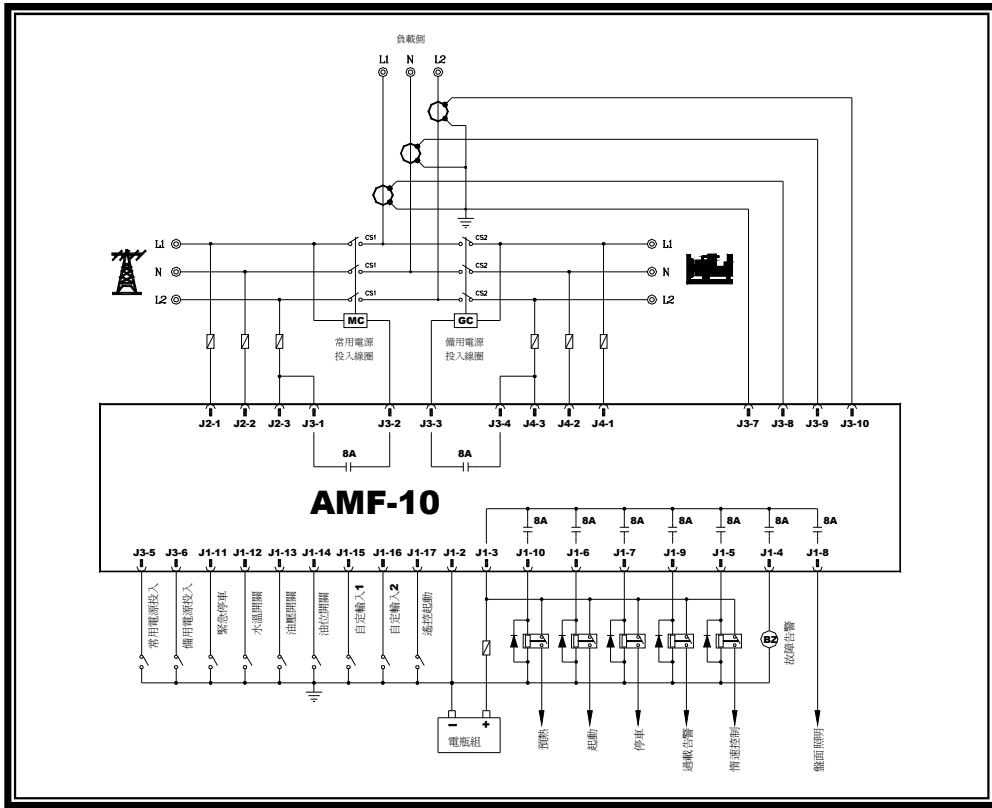 負載側
L1 N L2
L1 CS1 CS2 L1
N CS1 CS2 N
L2 CS1 CS2 L2
MC GC
常用電源
投入線圈
備用電源
投入線圈
J2-1 J2-2 J2-3 J3-1 J3-2 J3-3 J3-4 J4-3 J4-2 J4-1 J3-7 J3-8 J3-9 J3-10
8A 8A
AMF-10
8A 8A 8A 8A 8A 8A 8A
J3-5 J3-6 J1-11 J1-12 J1-13 J1-14 J1-15 J1-16 J1-17 J1-2 J1-3 J1-10 J1-6 J1-7 J1-9 J1-5 J1-4 J1-8
常用電源投入
備用電源投入
緊急停車
水溫開關
油壓開關
油位開關
自定輸入1
自定輸入2
遙控起動
BZ
故障告警
− +
電瓶組
預熱
起動
停車
過載告警
惰速控制
盤面照明